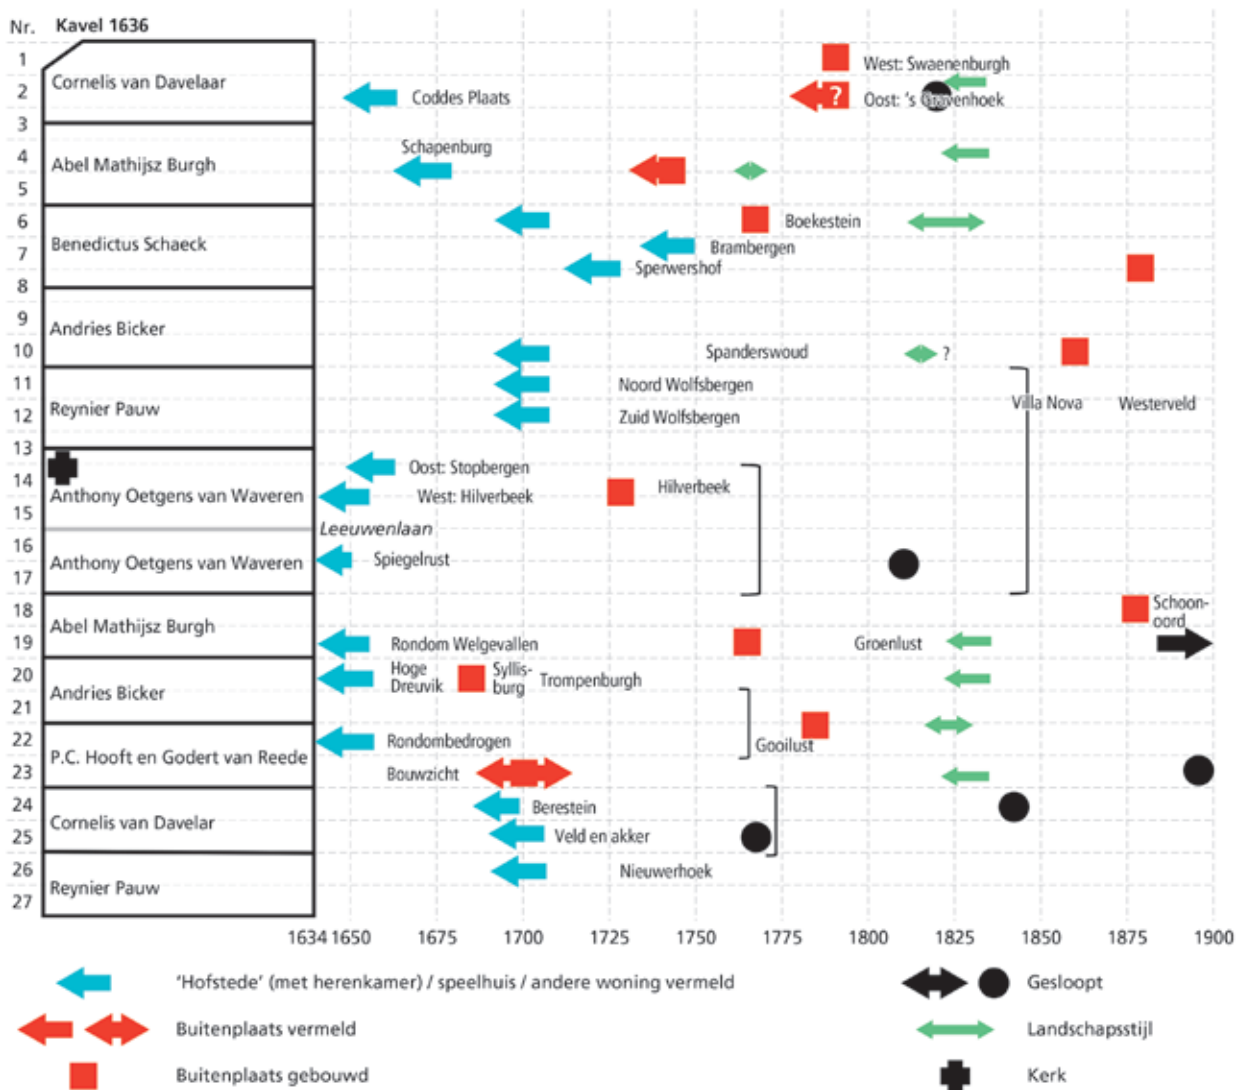 Nr. Kavel 1636
1
West: Swaenenburgh
Cornelis van Davelaar
2
Coddes Plaats
?
Oost: 's Gravenhoek
3
Schapenburg
4
Abel Mathijsz Burgh
5
6
Boekestein
Benedictus Schaeck
7
Brambergen
Sperwershof
8
9
Andries Bicker
10
Spanderswoud
?
11
Noord Wolfsbergen
Reynier Pauw
Villa Nova
Westerveld
12
Zuid Wolfsbergen
13
Oost: Stopbergen
14
Hilverbeek
Anthony Oetgens van Waveren
West: Hilverbeek
15
Leeuwenlaan
16
Anthony Oetgens van Waveren
Spiegelrust
17
18
Schoon-
oord
Abel Mathijsz Burgh
19
Rondom Welgevallen
Groenlust
20
Hoge
Dreuvik
Syllis-
burg
Trompenburgh
Andries Bicker
21
22
Rondombedrogen
Gooilust
P.C. Hooft en Godert van Reede
23
Bouwzicht
24
Berestein
Cornelis van Davelar
25
Veld en akker
26
Nieuwerhoek
Reynier Pauw
27
1634 1650 1675 1700 1725 1750 1775 1800 1825 1850 1875 1900
'Hofstede' (met herenkamer) / speelhuis / andere woning vermeld
Gesloopt
Buitenplaats vermeld
Landschapsstijl
Buitenplaats gebouwd
Kerk